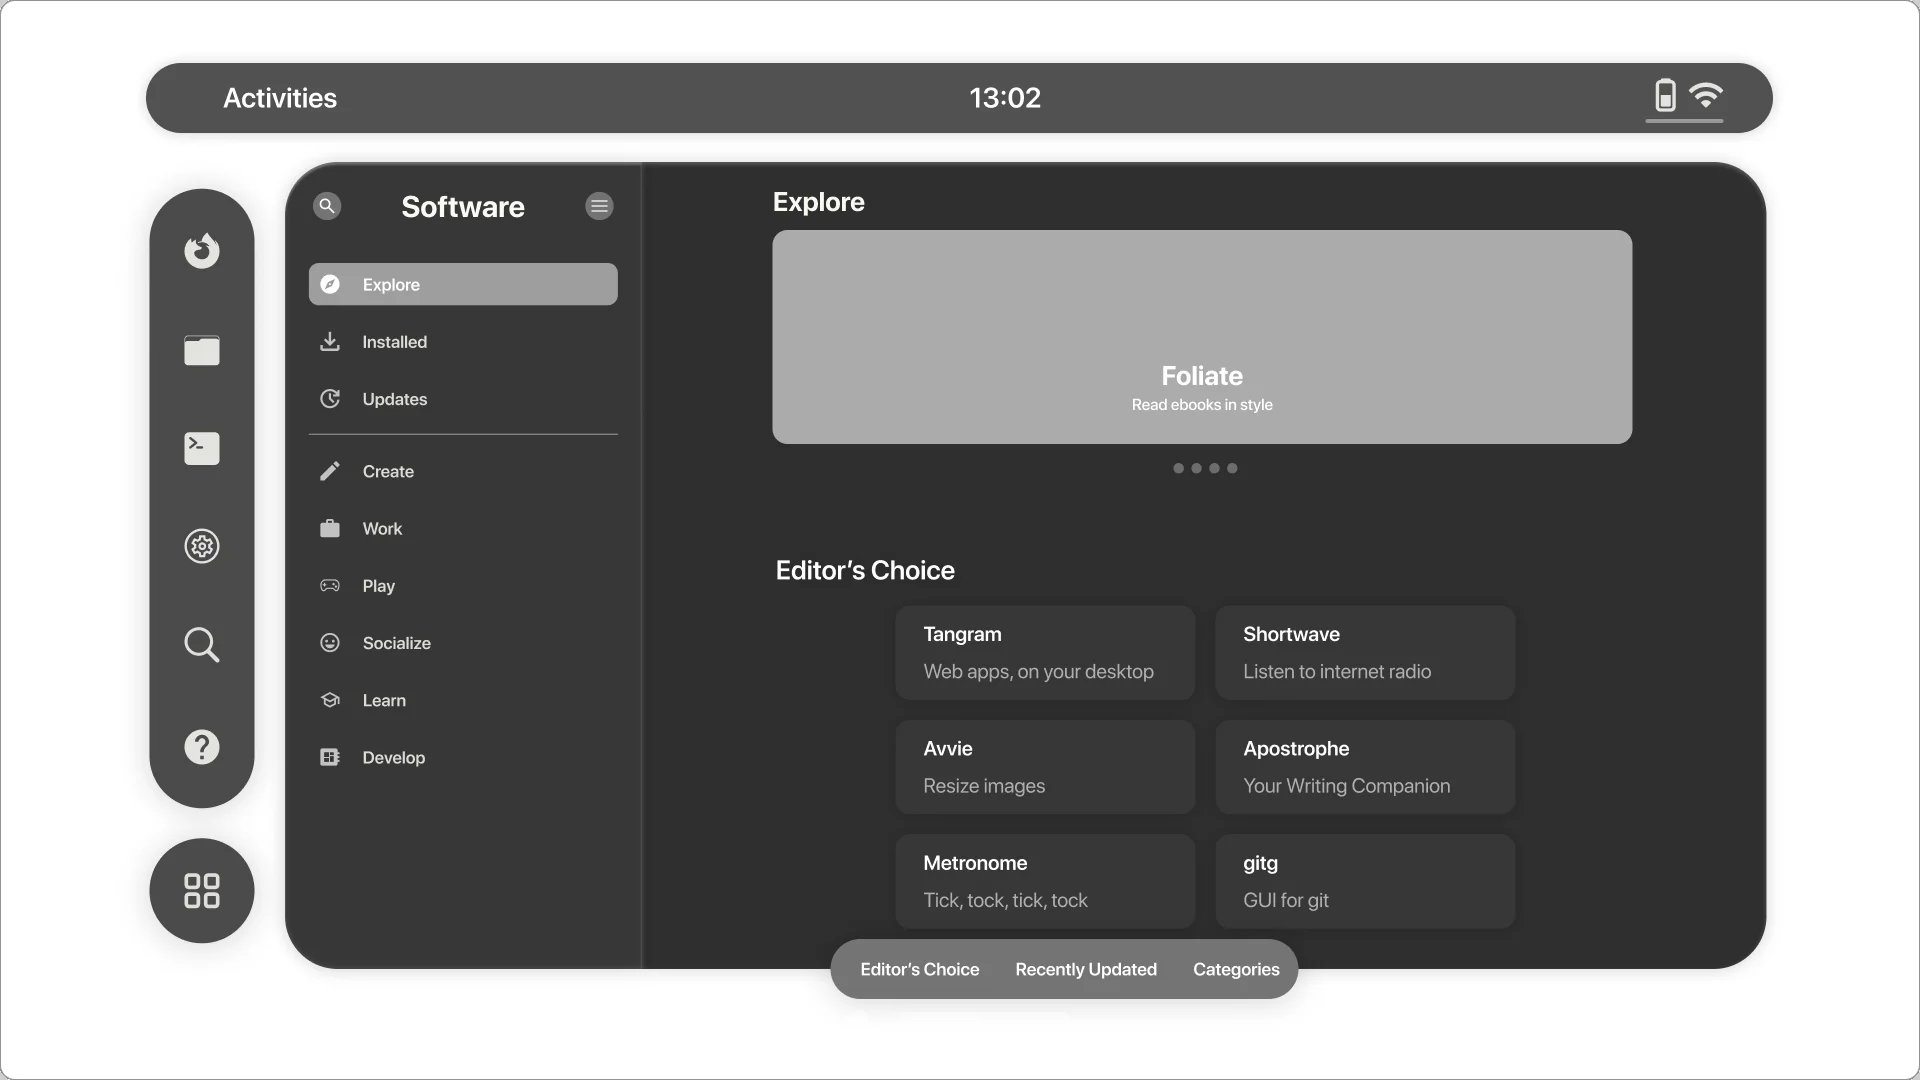 Activities
13:02
Software
Explore
Installed
Updates
Create
Work
Play
Socialize
Learn
Develop
Explore
Foliate
Read ebooks in style
Editor’s Choice
Tangram
Web apps, on your desktop
Shortwave
Listen to internet radio
Avvie
Resize images
Apostrophe
Your Writing Companion
Metronome
Tick, tock, tick, tock
gitg
GUI for git
Editor’s Choice
Recently Updated
Categories